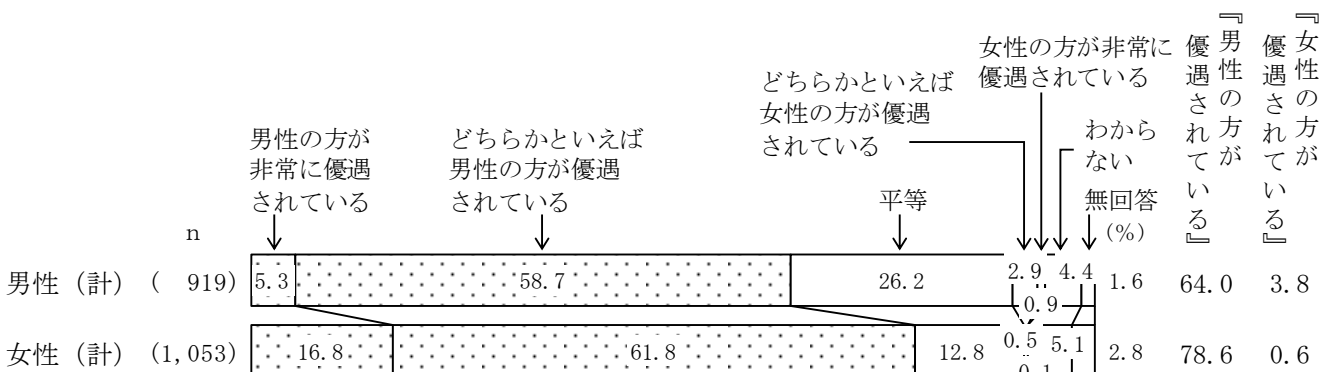 『男性の方が
優遇されている』
『女性の方が
優遇されている』
女性の方が非常に
優遇されている
どちらかといえば
女性の方が優遇
されている
わから
ない
男性の方が
非常に優遇
されている
どちらかといえば
男性の方が優遇
されている
平等
無回答
n
(%)
男性（計） （ 919） 5.3 58.7 26.2 2.9 0.9 4.4 1.6 64.0 3.8
女性（計） （1,053） 16.8 61.8 12.8 0.5 0.1 5.1 2.8 78.6 0.6